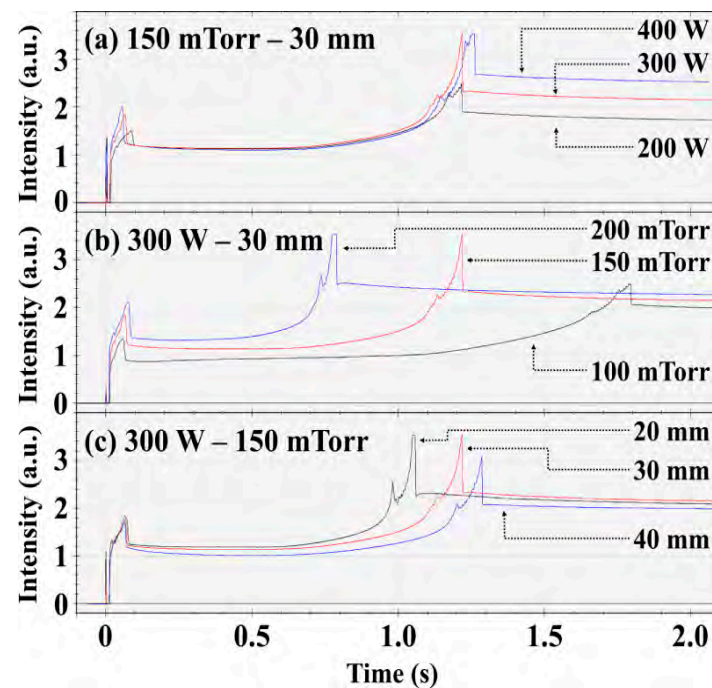 (a) 150 mTorr – 30 mm
400 W
300 W
200 W
Intensity (a.u.)
3
2
1
0
(b) 300 W – 30 mm
200 mTorr
150 mTorr
100 mTorr
Intensity (a.u.)
3
2
1
0
(c) 300 W – 150 mTorr
20 mm
30 mm
40 mm
Intensity (a.u.)
3
2
1
0
0 0.5 1.0 1.5 2.0
Time (s)